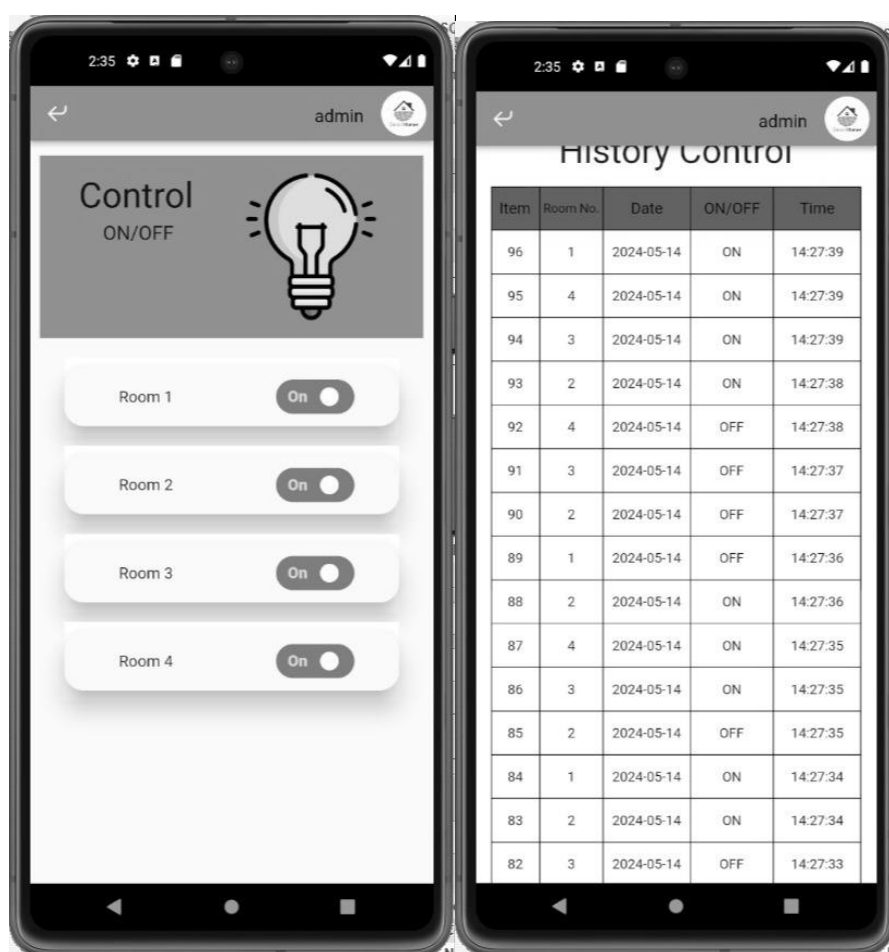 2:35
admin
Control
ON/OFF
Room 1 On
Room 2 On
Room 3 On
Room 4 On
2:35
admin
History Control
Item Room No. Date ON/OFF Time
96 1 2024-05-14 ON 14:27:39
95 4 2024-05-14 ON 14:27:39
94 3 2024-05-14 ON 14:27:39
93 2 2024-05-14 ON 14:27:38
92 4 2024-05-14 OFF 14:27:38
91 3 2024-05-14 OFF 14:27:37
90 2 2024-05-14 OFF 14:27:37
89 1 2024-05-14 OFF 14:27:36
88 2 2024-05-14 ON 14:27:36
87 4 2024-05-14 ON 14:27:35
86 3 2024-05-14 ON 14:27:35
85 2 2024-05-14 OFF 14:27:35
84 1 2024-05-14 ON 14:27:34
83 2 2024-05-14 ON 14:27:34
82 3 2024-05-14 OFF 14:27:33